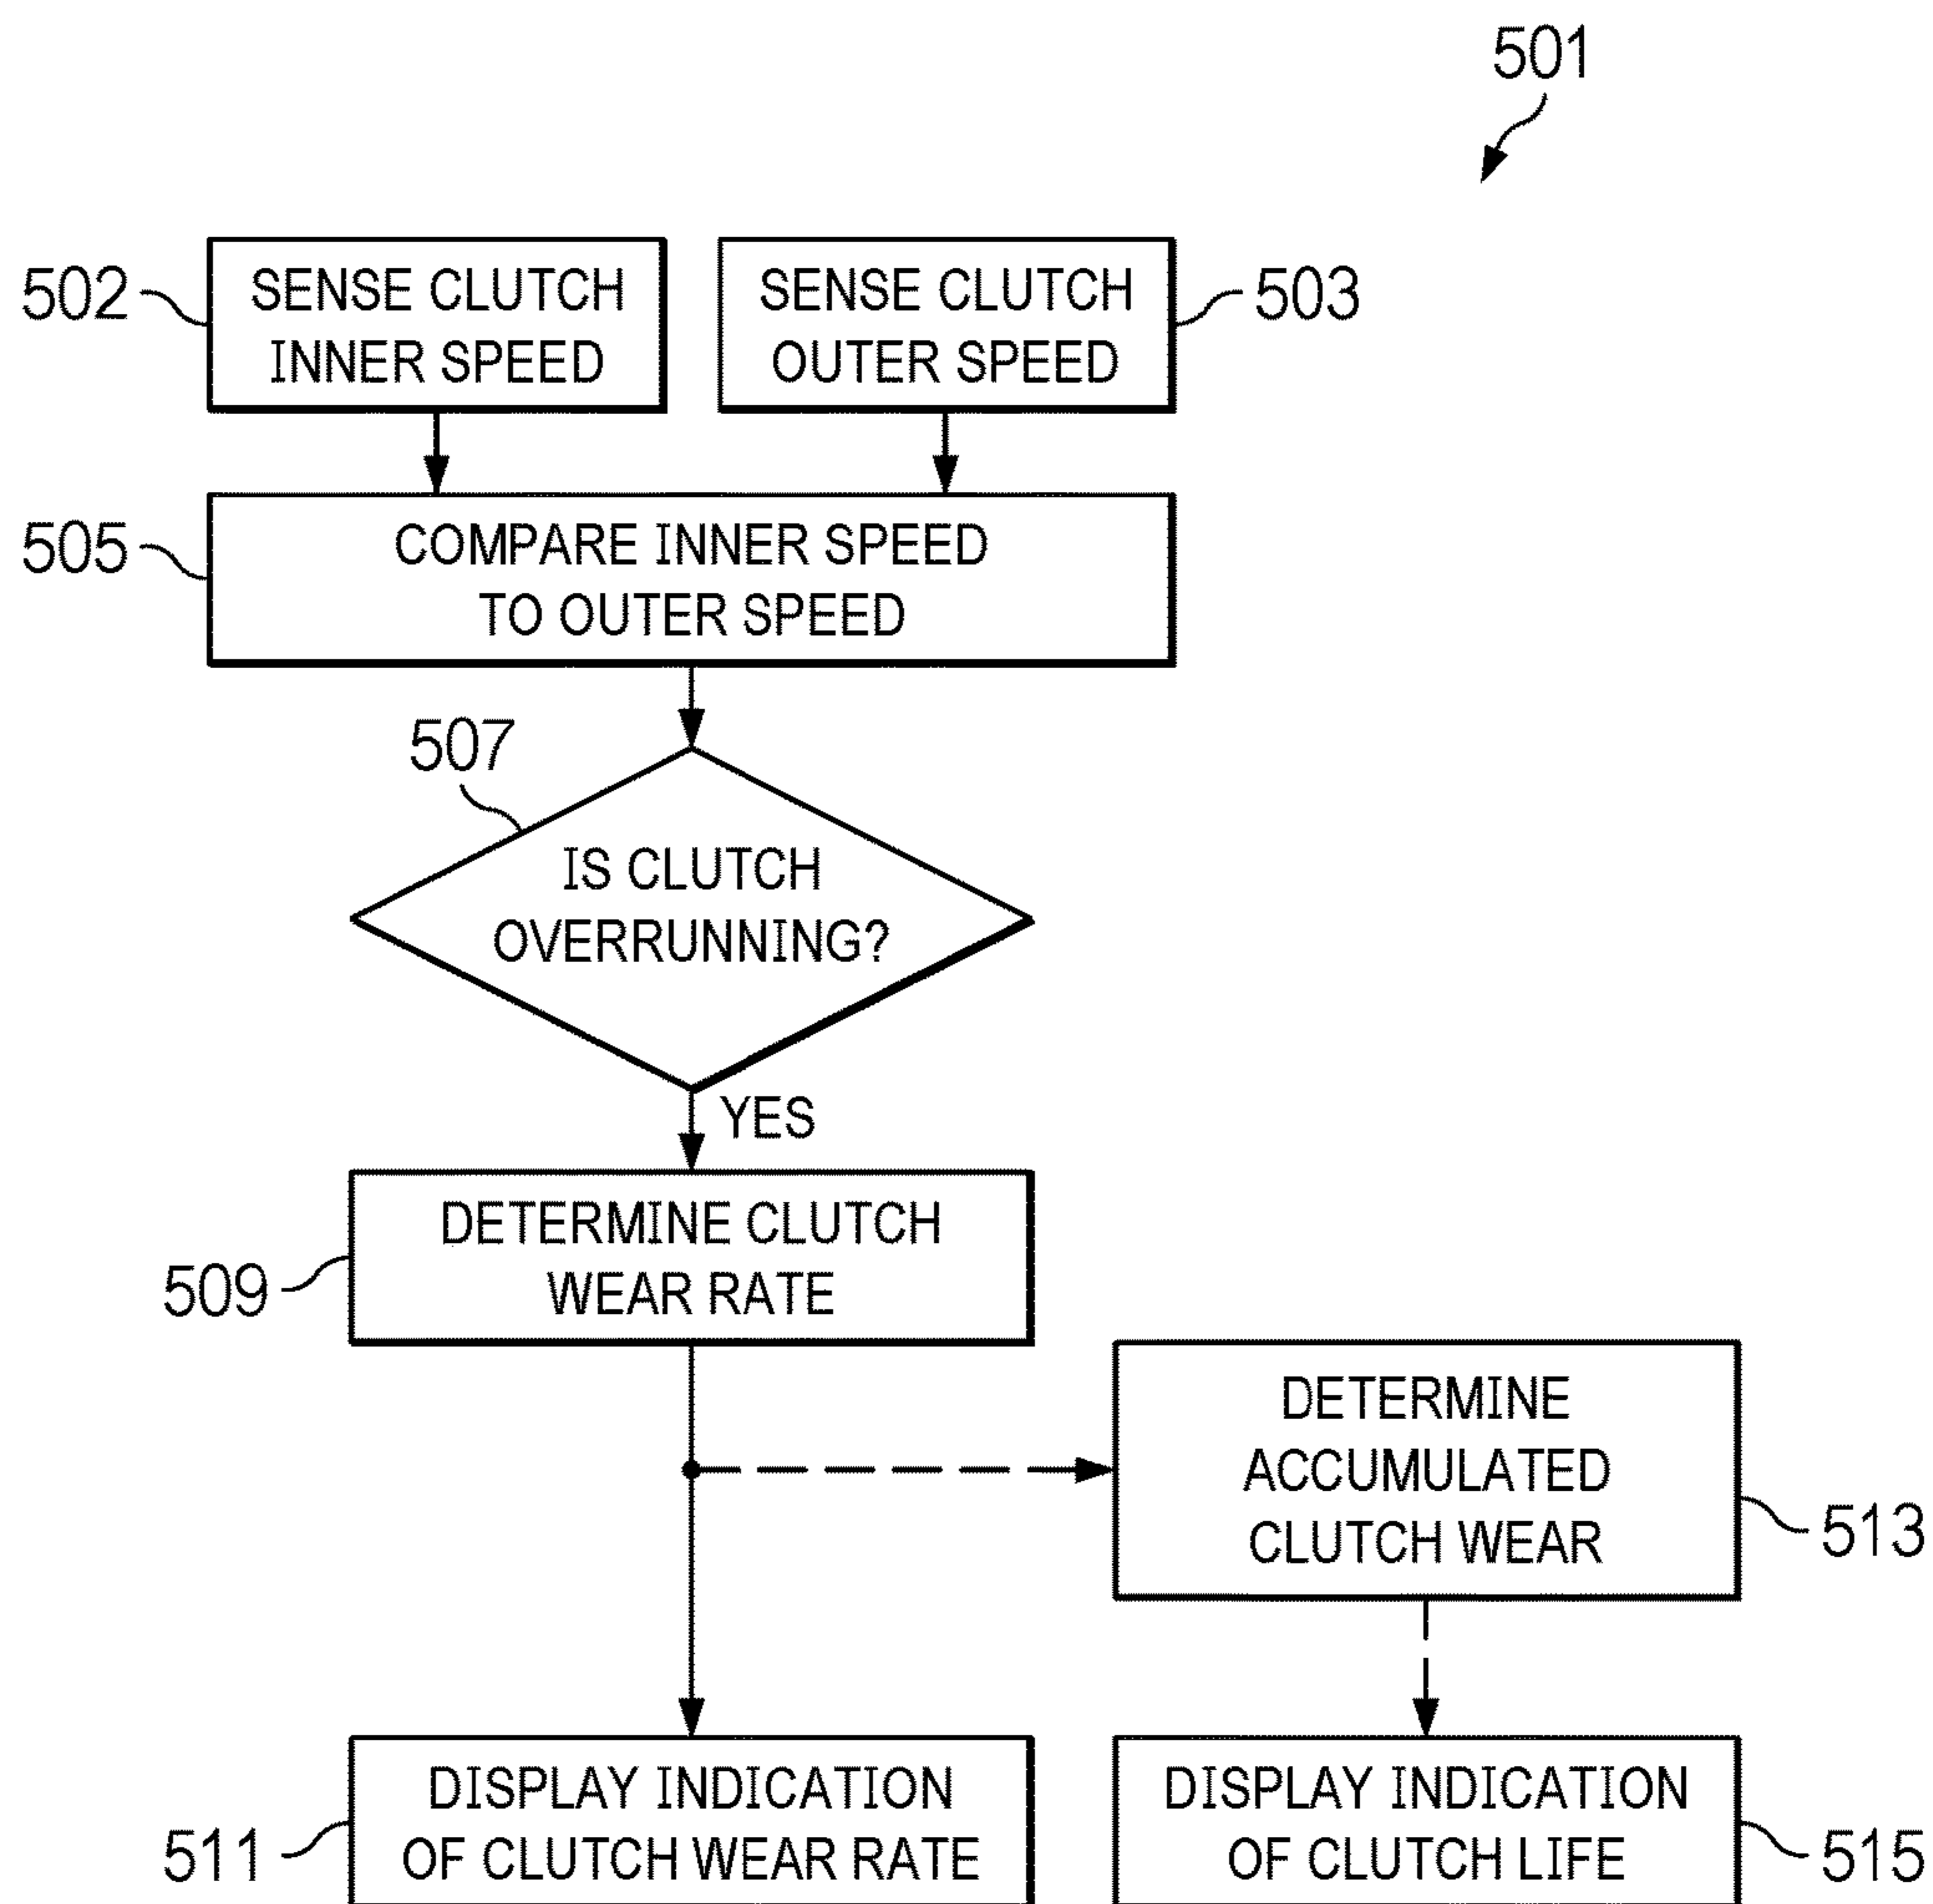 501
502
SENSE CLUTCH
INNER SPEED
SENSE CLUTCH
OUTER SPEED
503
505
COMPARE INNER SPEED
TO OUTER SPEED
507
IS CLUTCH
OVERRUNNING?
YES
509
DETERMINE CLUTCH
WEAR RATE
DETERMINE
ACCUMULATED
CLUTCH WEAR
513
511
DISPLAY INDICATION
OF CLUTCH WEAR RATE
DISPLAY INDICATION
OF CLUTCH LIFE
515